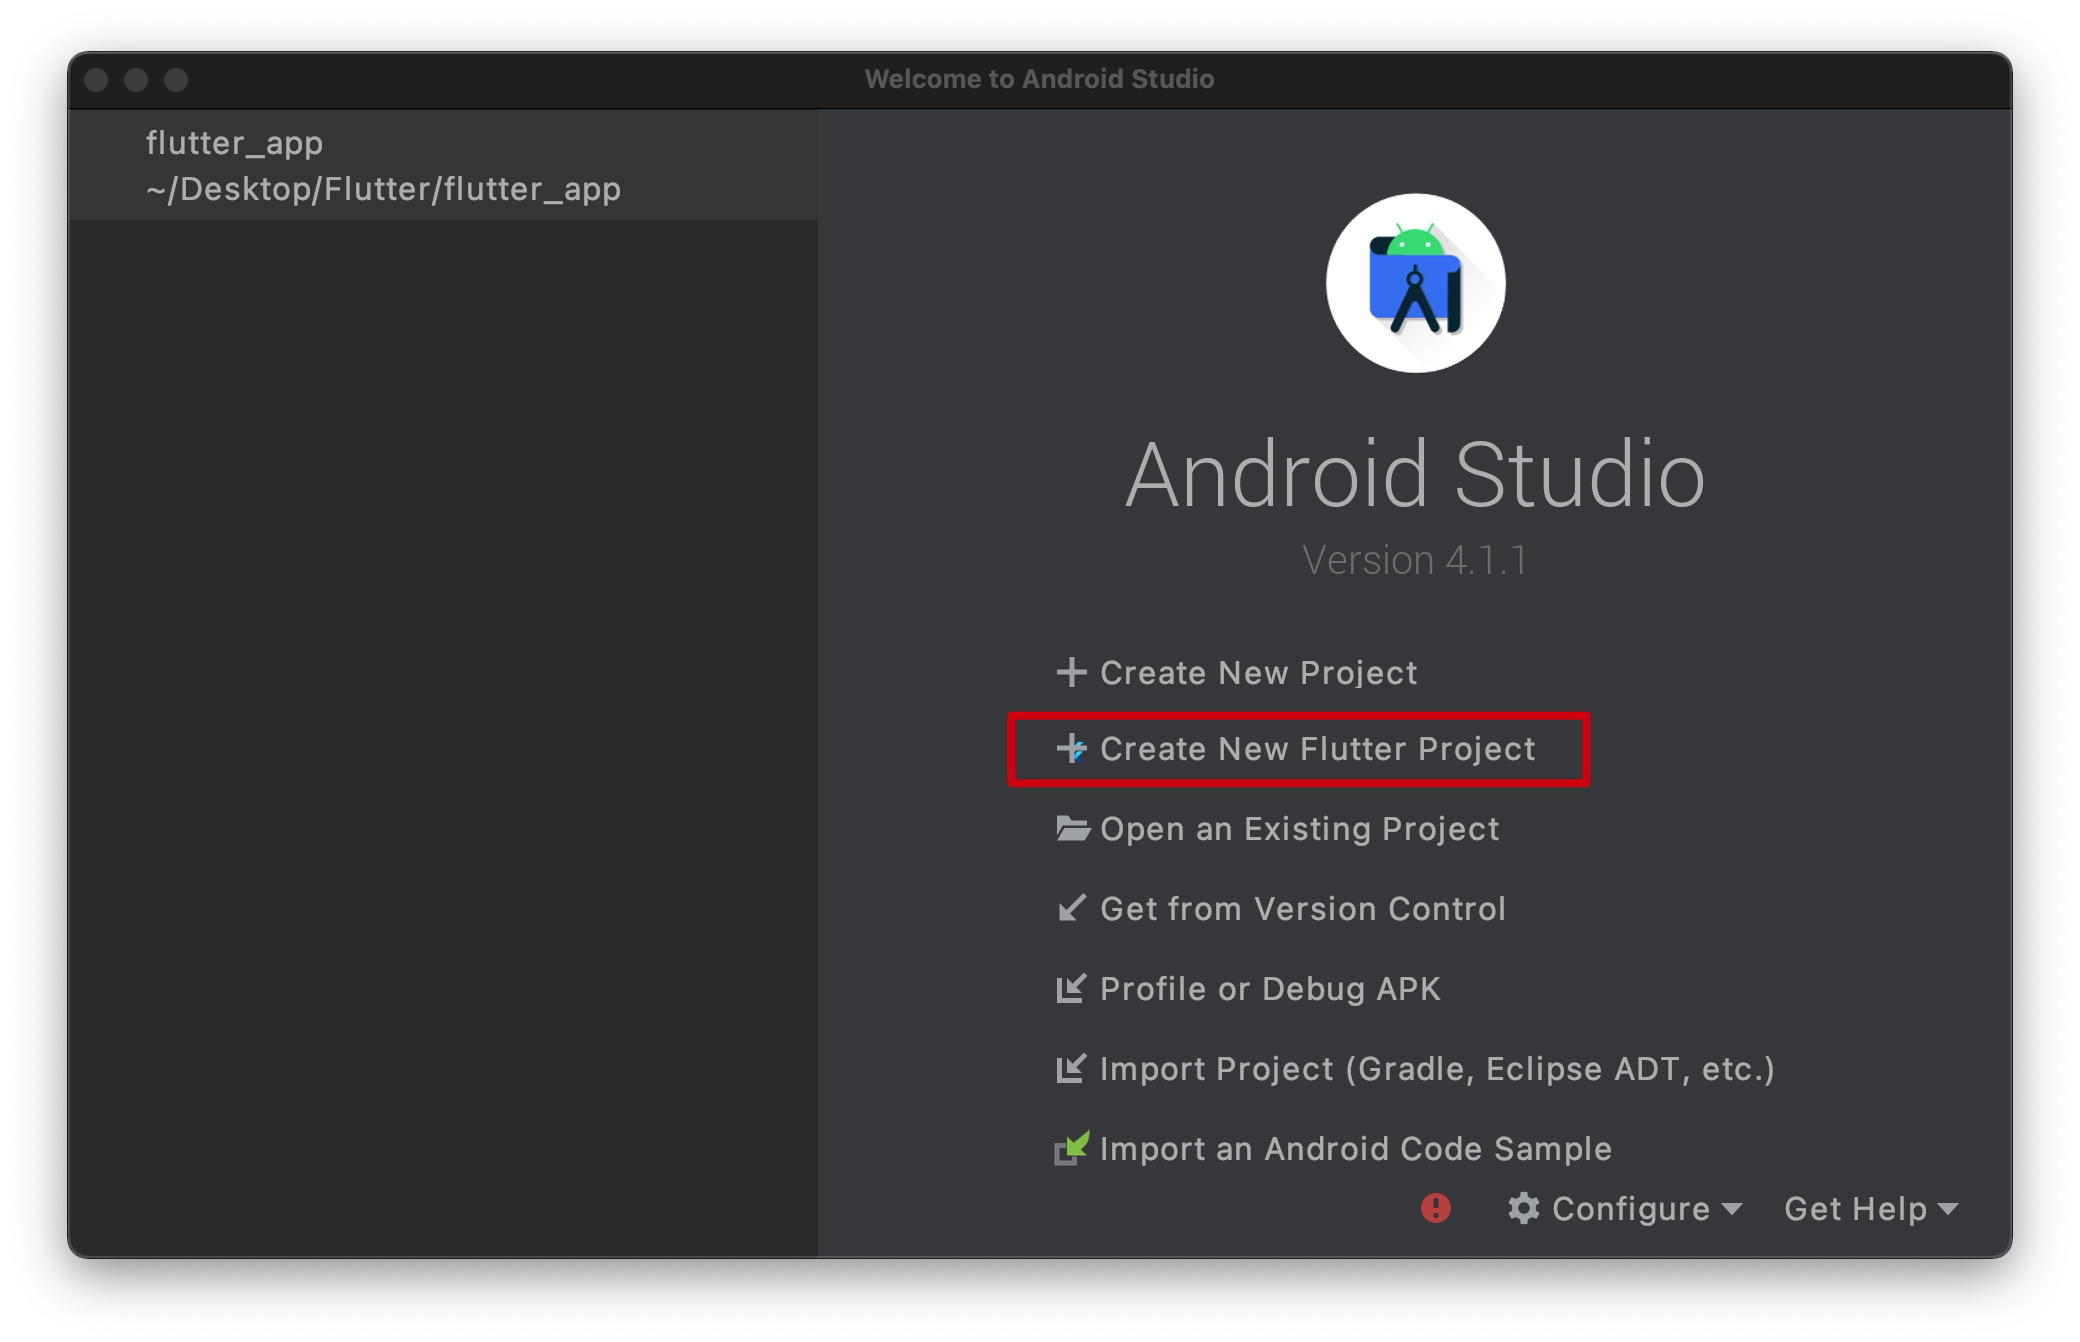 Welcome to Android Studio
flutter_app
~/Desktop/Flutter/flutter_app
Android Studio
Version 4.1.1
Create New Project
Create New Flutter Project
Open an Existing Project
Get from Version Control
Profile or Debug APK
Import Project (Gradle, Eclipse ADT, etc.)
Import an Android Code Sample
Configure
Get Help